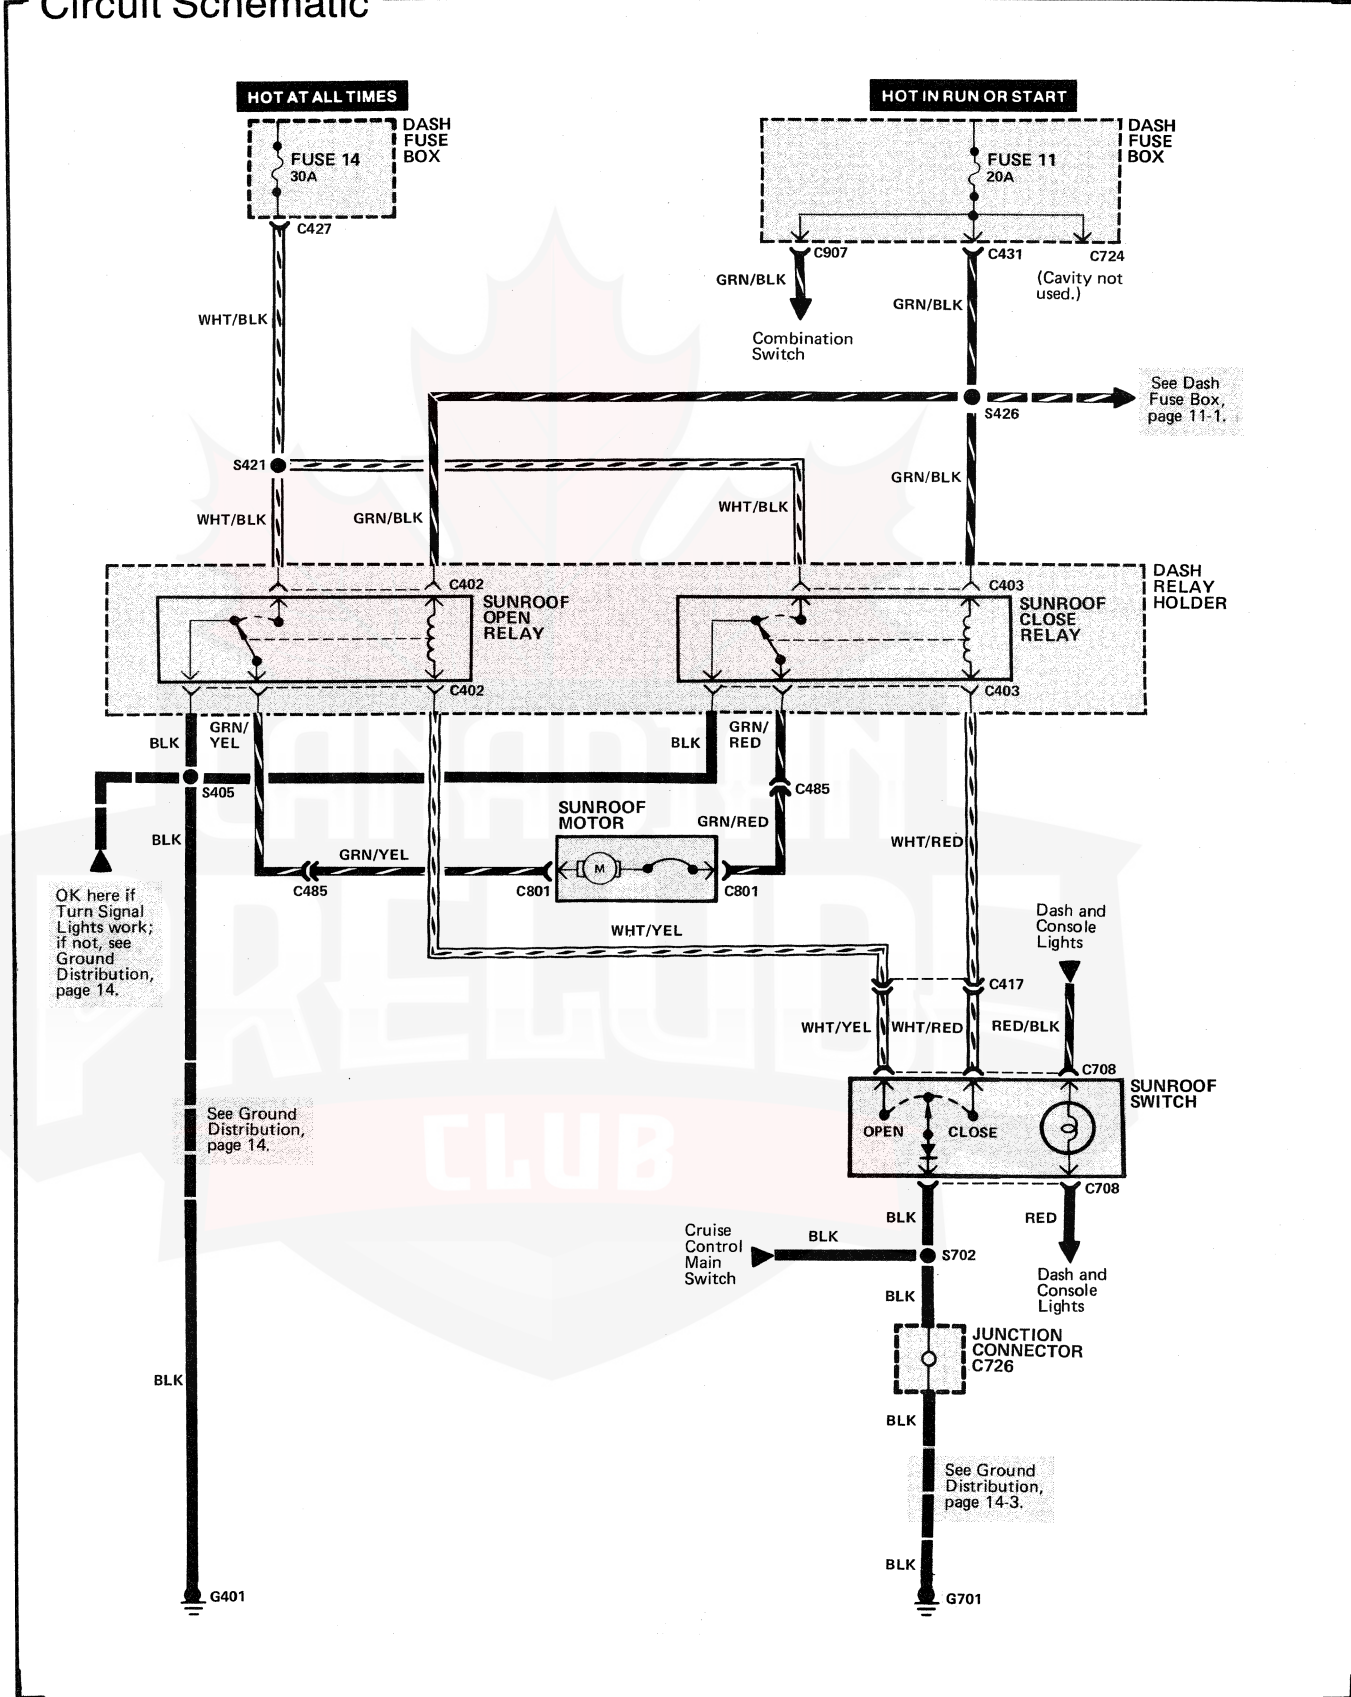 Circuit Schematic
HOT AT ALL TIMES
HOT IN RUN OR START
DASH
FUSE
BOX
FUSE 14
30A
C427
DASH
FUSE
BOX
FUSE 11
20A
C907
C431
C724
(Cavity not
used.)
GRN/BLK
GRN/BLK
WHT/BLK
Combination
Switch
See Dash
Fuse Box,
page 11-1.
S426
S421
GRN/BLK
WHT/BLK
GRN/BLK
WHT/BLK
C402
C403
DASH
RELAY
HOLDER
SUNROOF
OPEN
RELAY
SUNROOF
CLOSE
RELAY
C402
C403
BLK
GRN/
YEL
BLK
GRN/
RED
S405
C485
SUNROOF
MOTOR
GRN/RED
BLK
WHT/RED
GRN/YEL
M
C485
C801
C801
OK here if
Turn Signal
Lights work;
if not, see
Ground
Distribution,
page 14.
WHT/YEL
Dash and
Console
Lights
C417
WHT/YEL
WHT/RED
RED/BLK
C708
SUNROOF
SWITCH
OPEN
CLOSE
See Ground
Distribution,
page 14.
C708
BLK
RED
Cruise
Control
Main
Switch
BLK
S702
Dash and
Console
Lights
BLK
JUNCTION
CONNECTOR
C726
BLK
BLK
See Ground
Distribution,
page 14-3.
BLK
G401
G701
CANADIAN
PRELUDE
CLUB